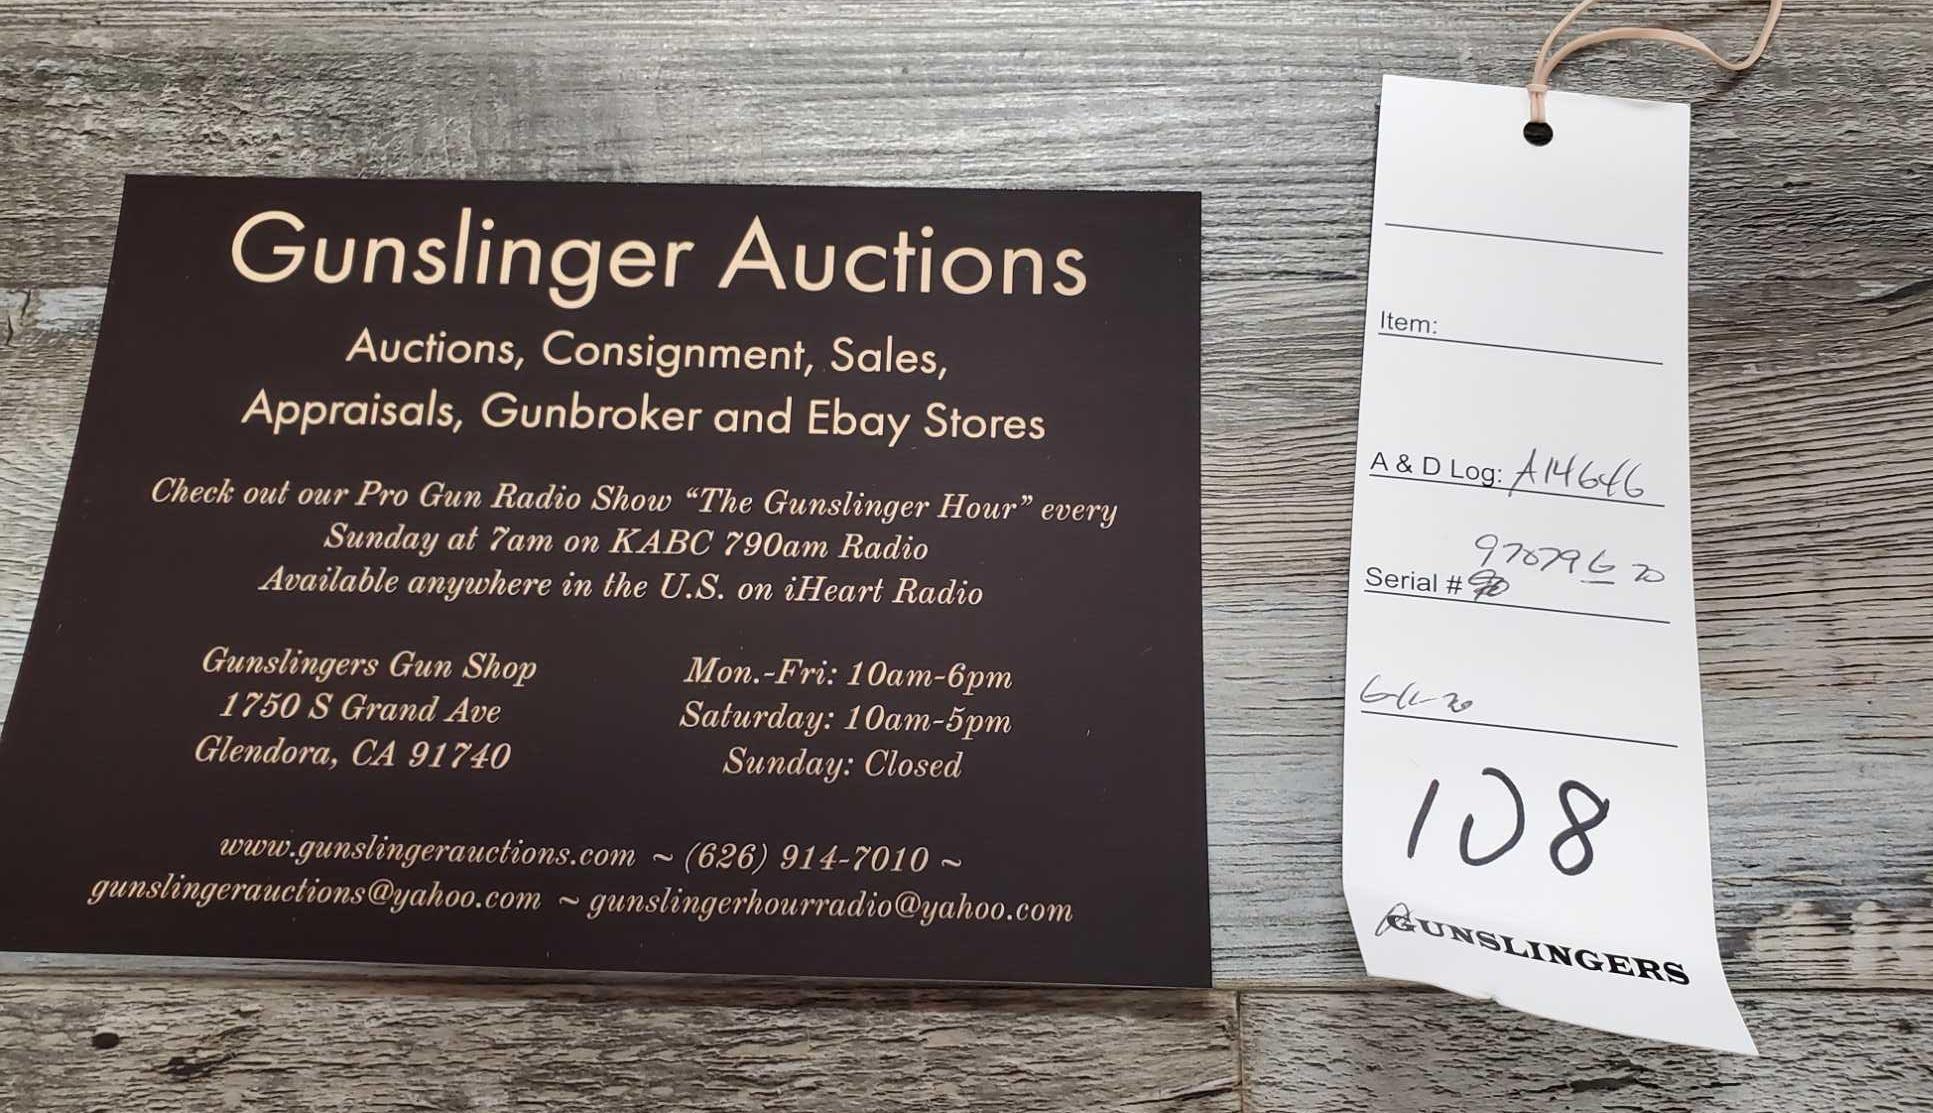 Gunslinger Auctions
Auctions, Consignment, Sales,
Appraisals, Gunbroker and Ebay Stores
Check out our Pro Gun Radio Show “The Gunslinger Hour” every
Sunday at 7am on KABC 790am Radio
Available anywhere in the U.S. on iHeart Radio
Gunslingers Gun Shop
1750 S Grand Ave
Glendora, CA 91740
Mon.-Fri: 10am-6pm
Saturday: 10am-5pm
Sunday: Closed
www.gunslingerauctions.com ~ (626) 914-7010 ~
gunslingerauctions@yahoo.com ~ gunslingerhourradio@yahoo.com
Item:
A & D Log: A14646
Serial #
108
GUNSLINGERS